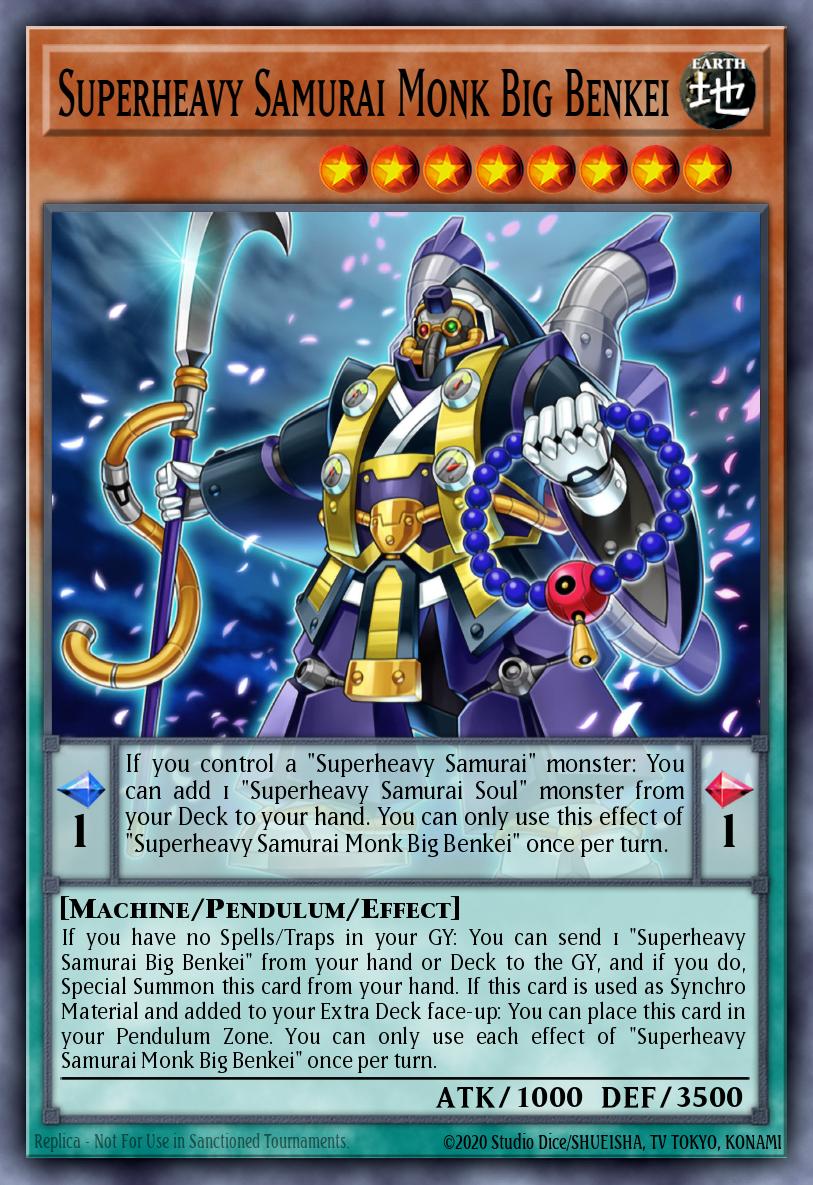 Superheavy Samurai Monk Big Benkei
EARTH
地
If you control a "Superheavy Samurai" monster: You
can add 1 "Superheavy Samurai Soul" monster from
your Deck to your hand. You can only use this effect of
"Superheavy Samurai Monk Big Benkei" once per turn.
1
1
[Machine/Pendulum/Effect]
If you have no Spells/Traps in your GY: You can send 1 "Superheavy
Samurai Big Benkei" from your hand or Deck to the GY, and if you do,
Special Summon this card from your hand. If this card is used as Synchro
Material and added to your Extra Deck face-up: You can place this card in
your Pendulum Zone. You can only use each effect of "Superheavy
Samurai Monk Big Benkei" once per turn.
ATK/1000 DEF/3500
Replica - Not For Use in Sanctioned Tournaments.
©2020 Studio Dice/SHUEISHA, TV TOKYO, KONAMI